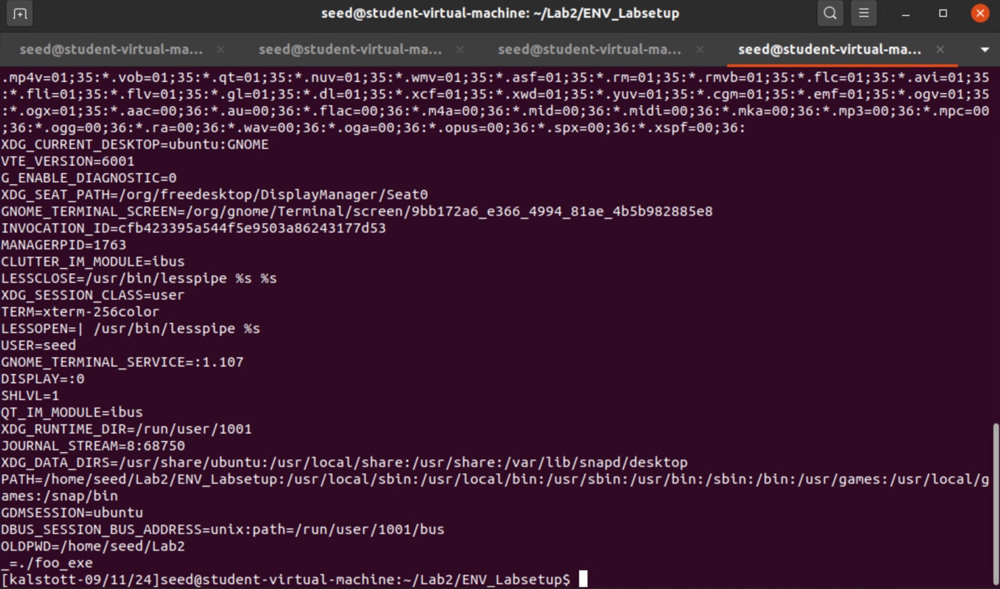 seed@student-virtual-machine: ~/Lab2/ENV_Labsetup
seed@student-virtual-ma... × seed@student-virtual-ma... × seed@student-virtual-ma... × seed@student-virtual-ma... ×
.mp4v=01;35:*.vob=01;35:*.qt=01;35:*.nuv=01;35:*.wmv=01;35:*.asf=01;35:*.rm=01;35:*.rmvb=01;35:*.flc=01;35:*.avi=01;35
:*.fli=01;35:*.flv=01;35:*.gl=01;35:*.dl=01;35:*.xcf=01;35:*.xwd=01;35:*.yuv=01;35:*.cgm=01;35:*.emf=01;35:*.ogv=01;35
:*.ogx=01;35:*.aac=00;36:*.au=00;36:*.flac=00;36:*.m4a=00;36:*.mid=00;36:*.midi=00;36:*.mka=00;36:*.mp3=00;36:*.mpc=00
;36:*.ogg=00;36:*.ra=00;36:*.wav=00;36:*.oga=00;36:*.opus=00;36:*.spx=00;36:*.xspf=00;36:
XDG_CURRENT_DESKTOP=ubuntu:GNOME
VTE_VERSION=6001
G_ENABLE_DIAGNOSTIC=0
XDG_SEAT_PATH=/org/freedesktop/DisplayManager/Seat0
GNOME_TERMINAL_SCREEN=/org/gnome/Terminal/screen/9bb172a6_e366_4994_81ae_4b5b982885e8
INVOCATION_ID=cfb423395a544f5e9503a86243177d53
MANAGERPID=1763
CLUTTER_IM_MODULE=ibus
LESSCLOSE=/usr/bin/lesspipe %s %s
XDG_SESSION_CLASS=user
TERM=xterm-256color
LESSOPEN=| /usr/bin/lesspipe %s
USER=seed
GNOME_TERMINAL_SERVICE=:1.107
DISPLAY=:0
SHLVL=1
QT_IM_MODULE=ibus
XDG_RUNTIME_DIR=/run/user/1001
JOURNAL_STREAM=8:68750
XDG_DATA_DIRS=/usr/share/ubuntu:/usr/local/share:/usr/share:/var/lib/snapd/desktop
PATH=/home/seed/Lab2/ENV_Labsetup:/usr/local/sbin:/usr/local/bin:/usr/sbin:/usr/bin:/sbin:/bin:/usr/games:/usr/local/g
ames:/snap/bin
GDMSESSION=ubuntu
DBUS_SESSION_BUS_ADDRESS=unix:path=/run/user/1001/bus
OLDPWD=/home/seed/Lab2
_=./foo_exe
[kalstott-09/11/24]seed@student-virtual-machine:~/Lab2/ENV_Labsetup$